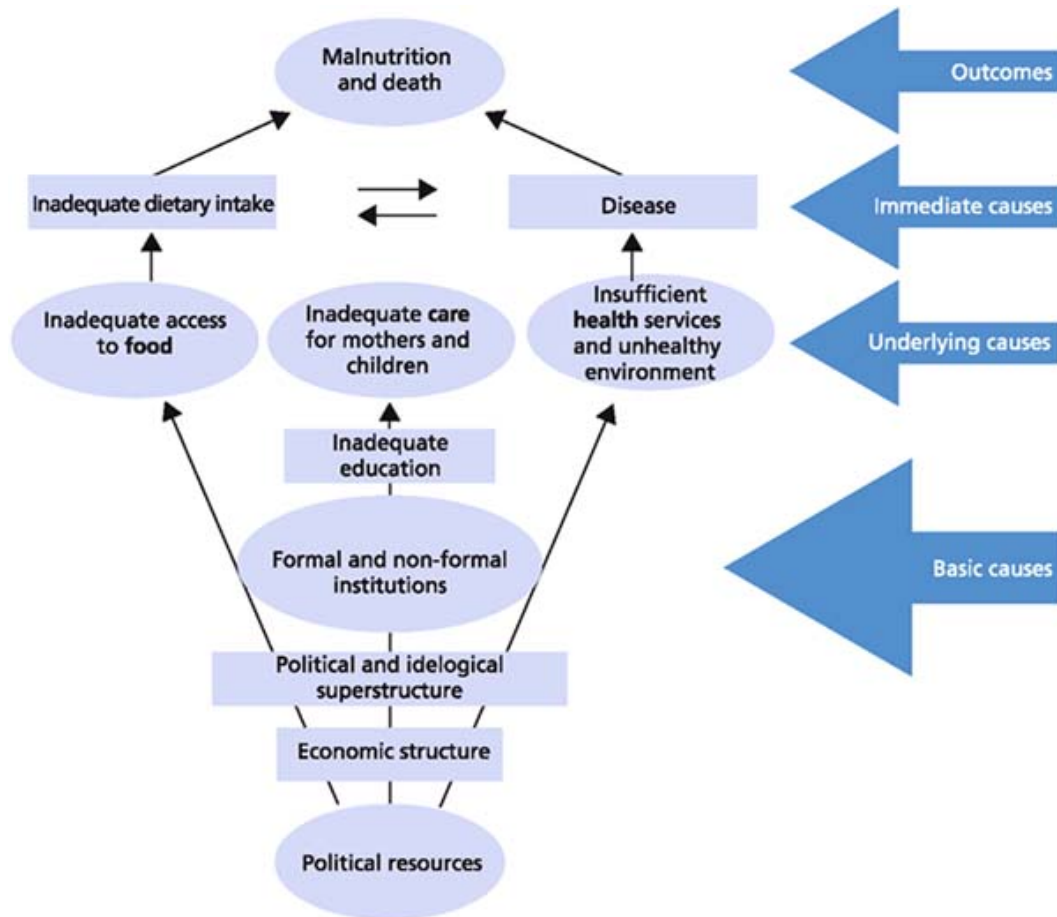 Malnutrition
and death
Outcomes
Inadequate dietary intake
Disease
Immediate causes
Inadequate access
to food
Inadequate care
for mothers and
children
Insufficient
health services
and unhealthy
environment
Underlying causes
Inadequate
education
Formal and non-formal
institutions
Basic causes
Political and idelogical
superstructure
Economic structure
Political resources